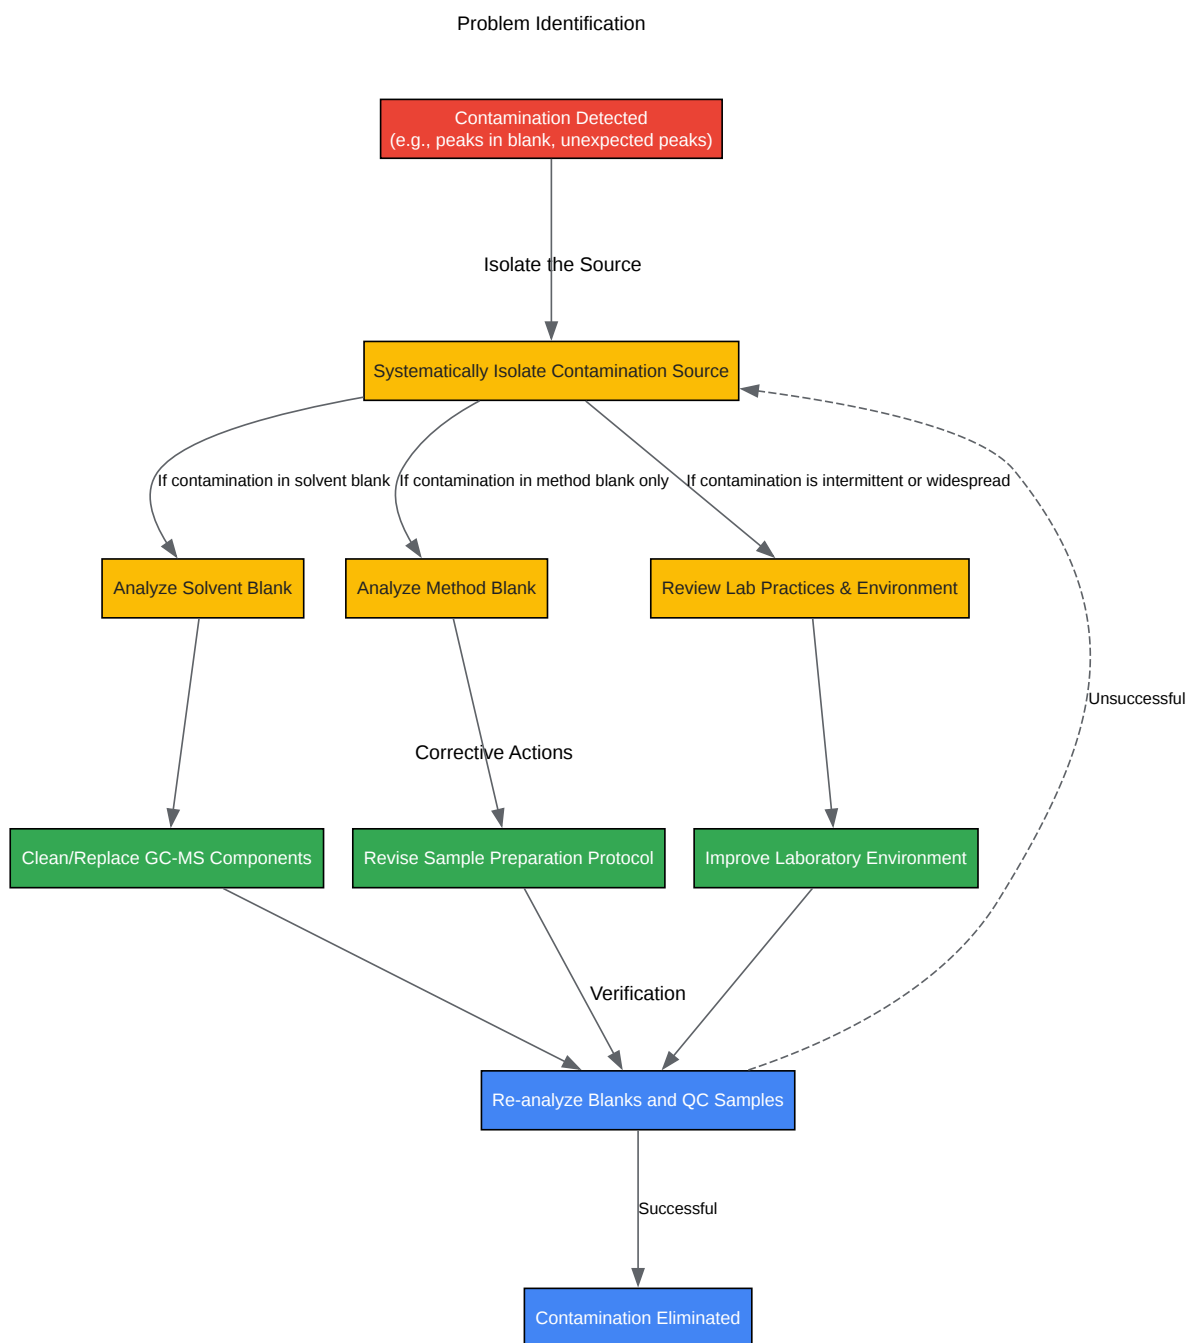 Problem Identification
Contamination Detected
(e.g., peaks in blank, unexpected peaks)
Isolate the Source
Systematically Isolate Contamination Source
If contamination in solvent blank
If contamination in method blank only
If contamination is intermittent or widespread
Analyze Solvent Blank
Analyze Method Blank
Review Lab Practices & Environment
Unsuccessful
Corrective Actions
Clean/Replace GC-MS Components
Revise Sample Preparation Protocol
Improve Laboratory Environment
Verification
Re-analyze Blanks and QC Samples
Successful
Contamination Eliminated